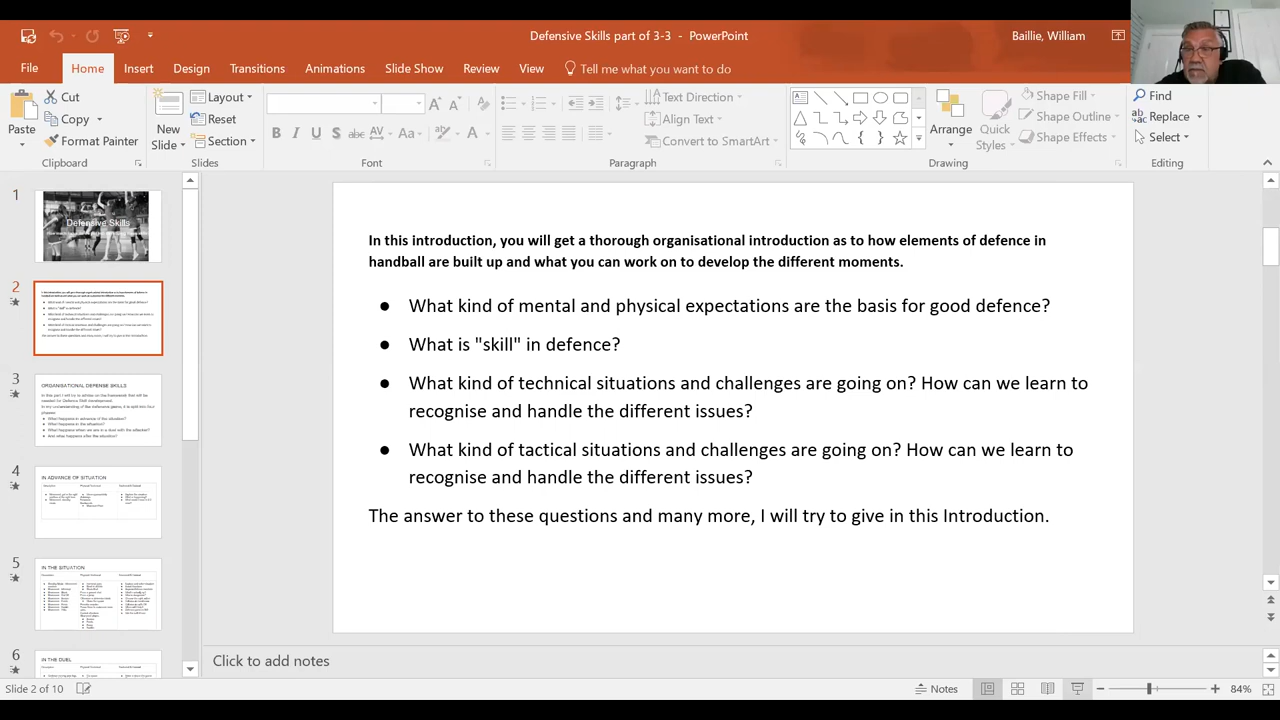 Defensive Skills part of 3-3 - PowerPoint
Baillie, William
File Home Insert Design Transitions Animations Slide Show Review View Tell me what you want to do
Paste
Cut
Copy
Format Painter
Clipboard
New
Slide
Layout
Reset
Section
Slides
B I U S abc AV Aa A
Font
Text Direction
Align Text
Convert to SmartArt
Paragraph
Arrange
Quick
Styles
Shape Fill
Shape Outline
Shape Effects
Drawing
Find
Replace
Select
Editing
1
Defensive Skills
2
3
ORGANISATIONAL DEFENSE SKILLS
4
IN ADVANCE OF SITUATION
5
IN THE SITUATION
6
IN THE DUEL
In this introduction, you will get a thorough organisational introduction as to how elements of defence in
handball are built up and what you can work on to develop the different moments.
● What kind of mental and physical expectations are the basis for good defence?
● What is "skill" in defence?
● What kind of technical situations and challenges are going on? How can we learn to
recognise and handle the different issues?
● What kind of tactical situations and challenges are going on? How can we learn to
recognise and handle the different issues?
The answer to these questions and many more, I will try to give in this Introduction.
Click to add notes
Slide 2 of 10
Notes
84%